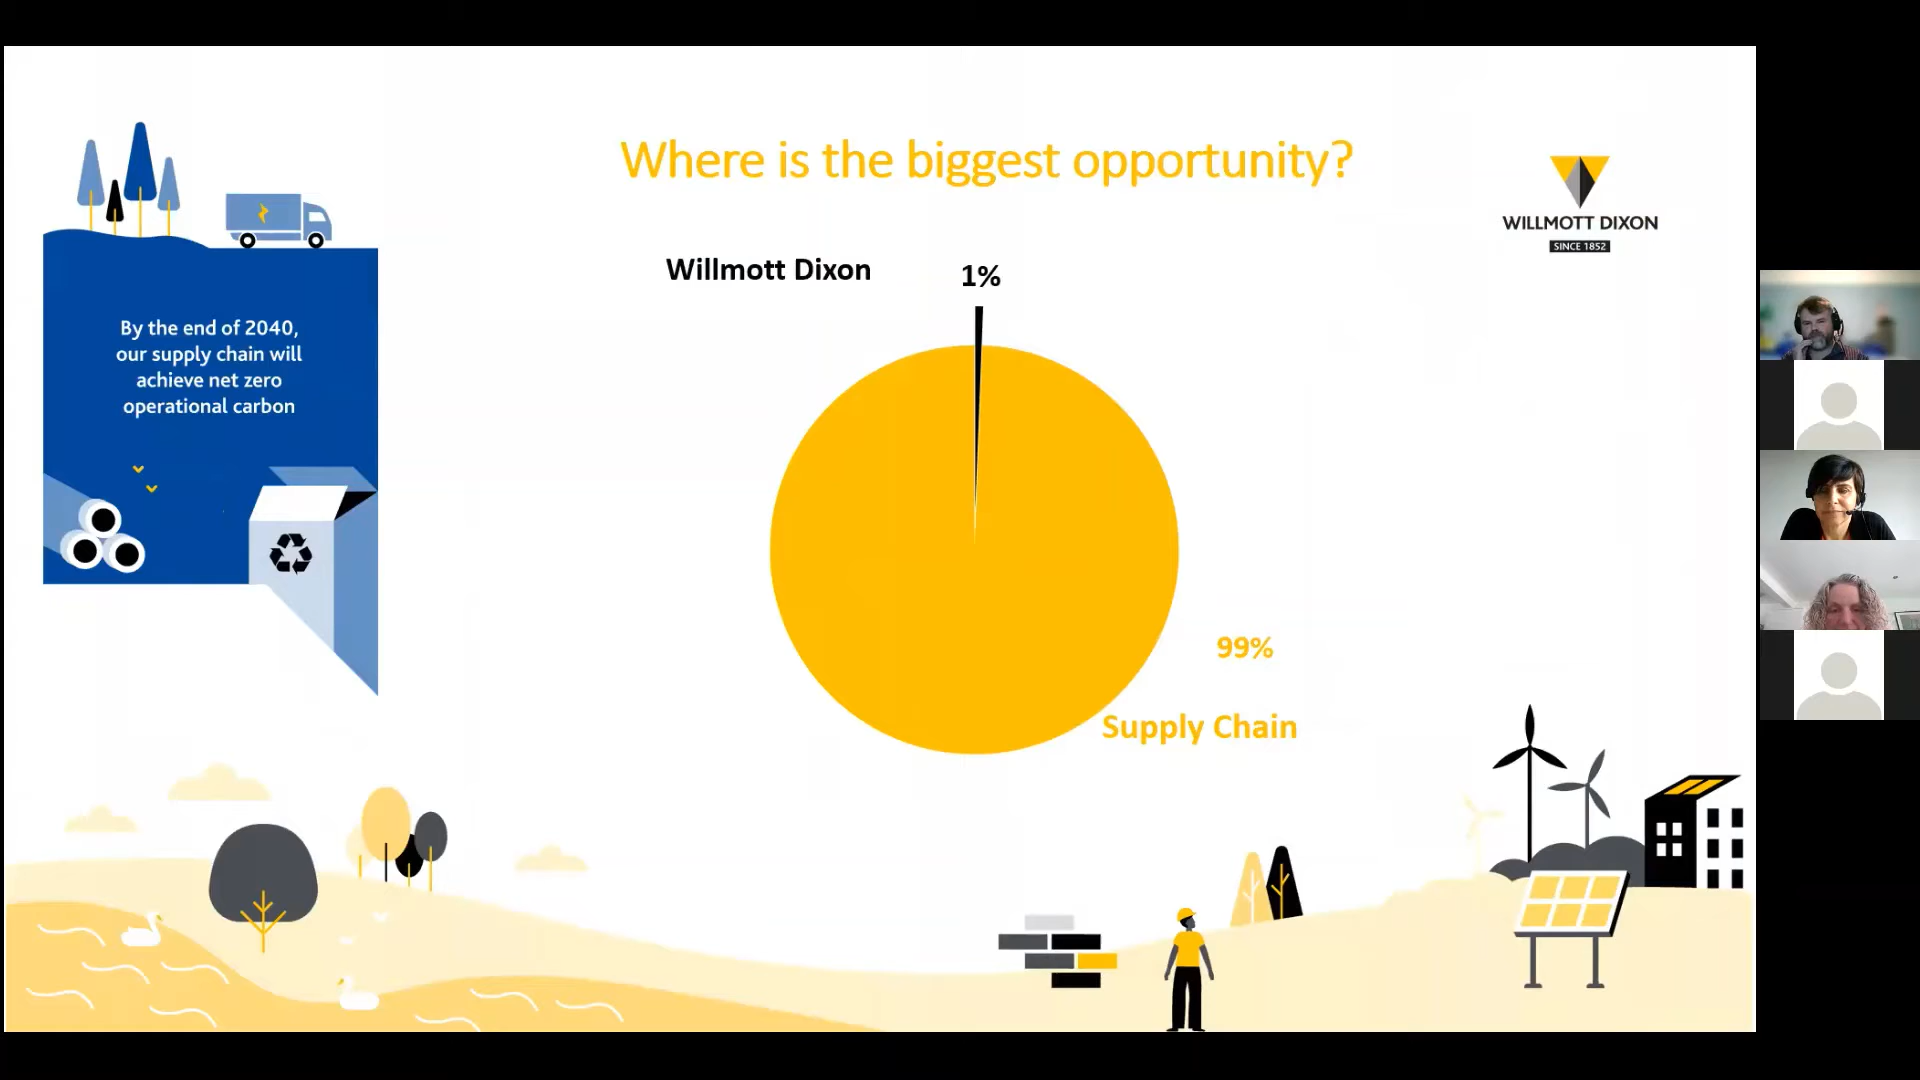 Where is the biggest opportunity?
WILLMOTT DIXON
SINCE 1852
Willmott Dixon
1%
By the end of 2040,
our supply chain will
achieve net zero
operational carbon
99%
Supply Chain